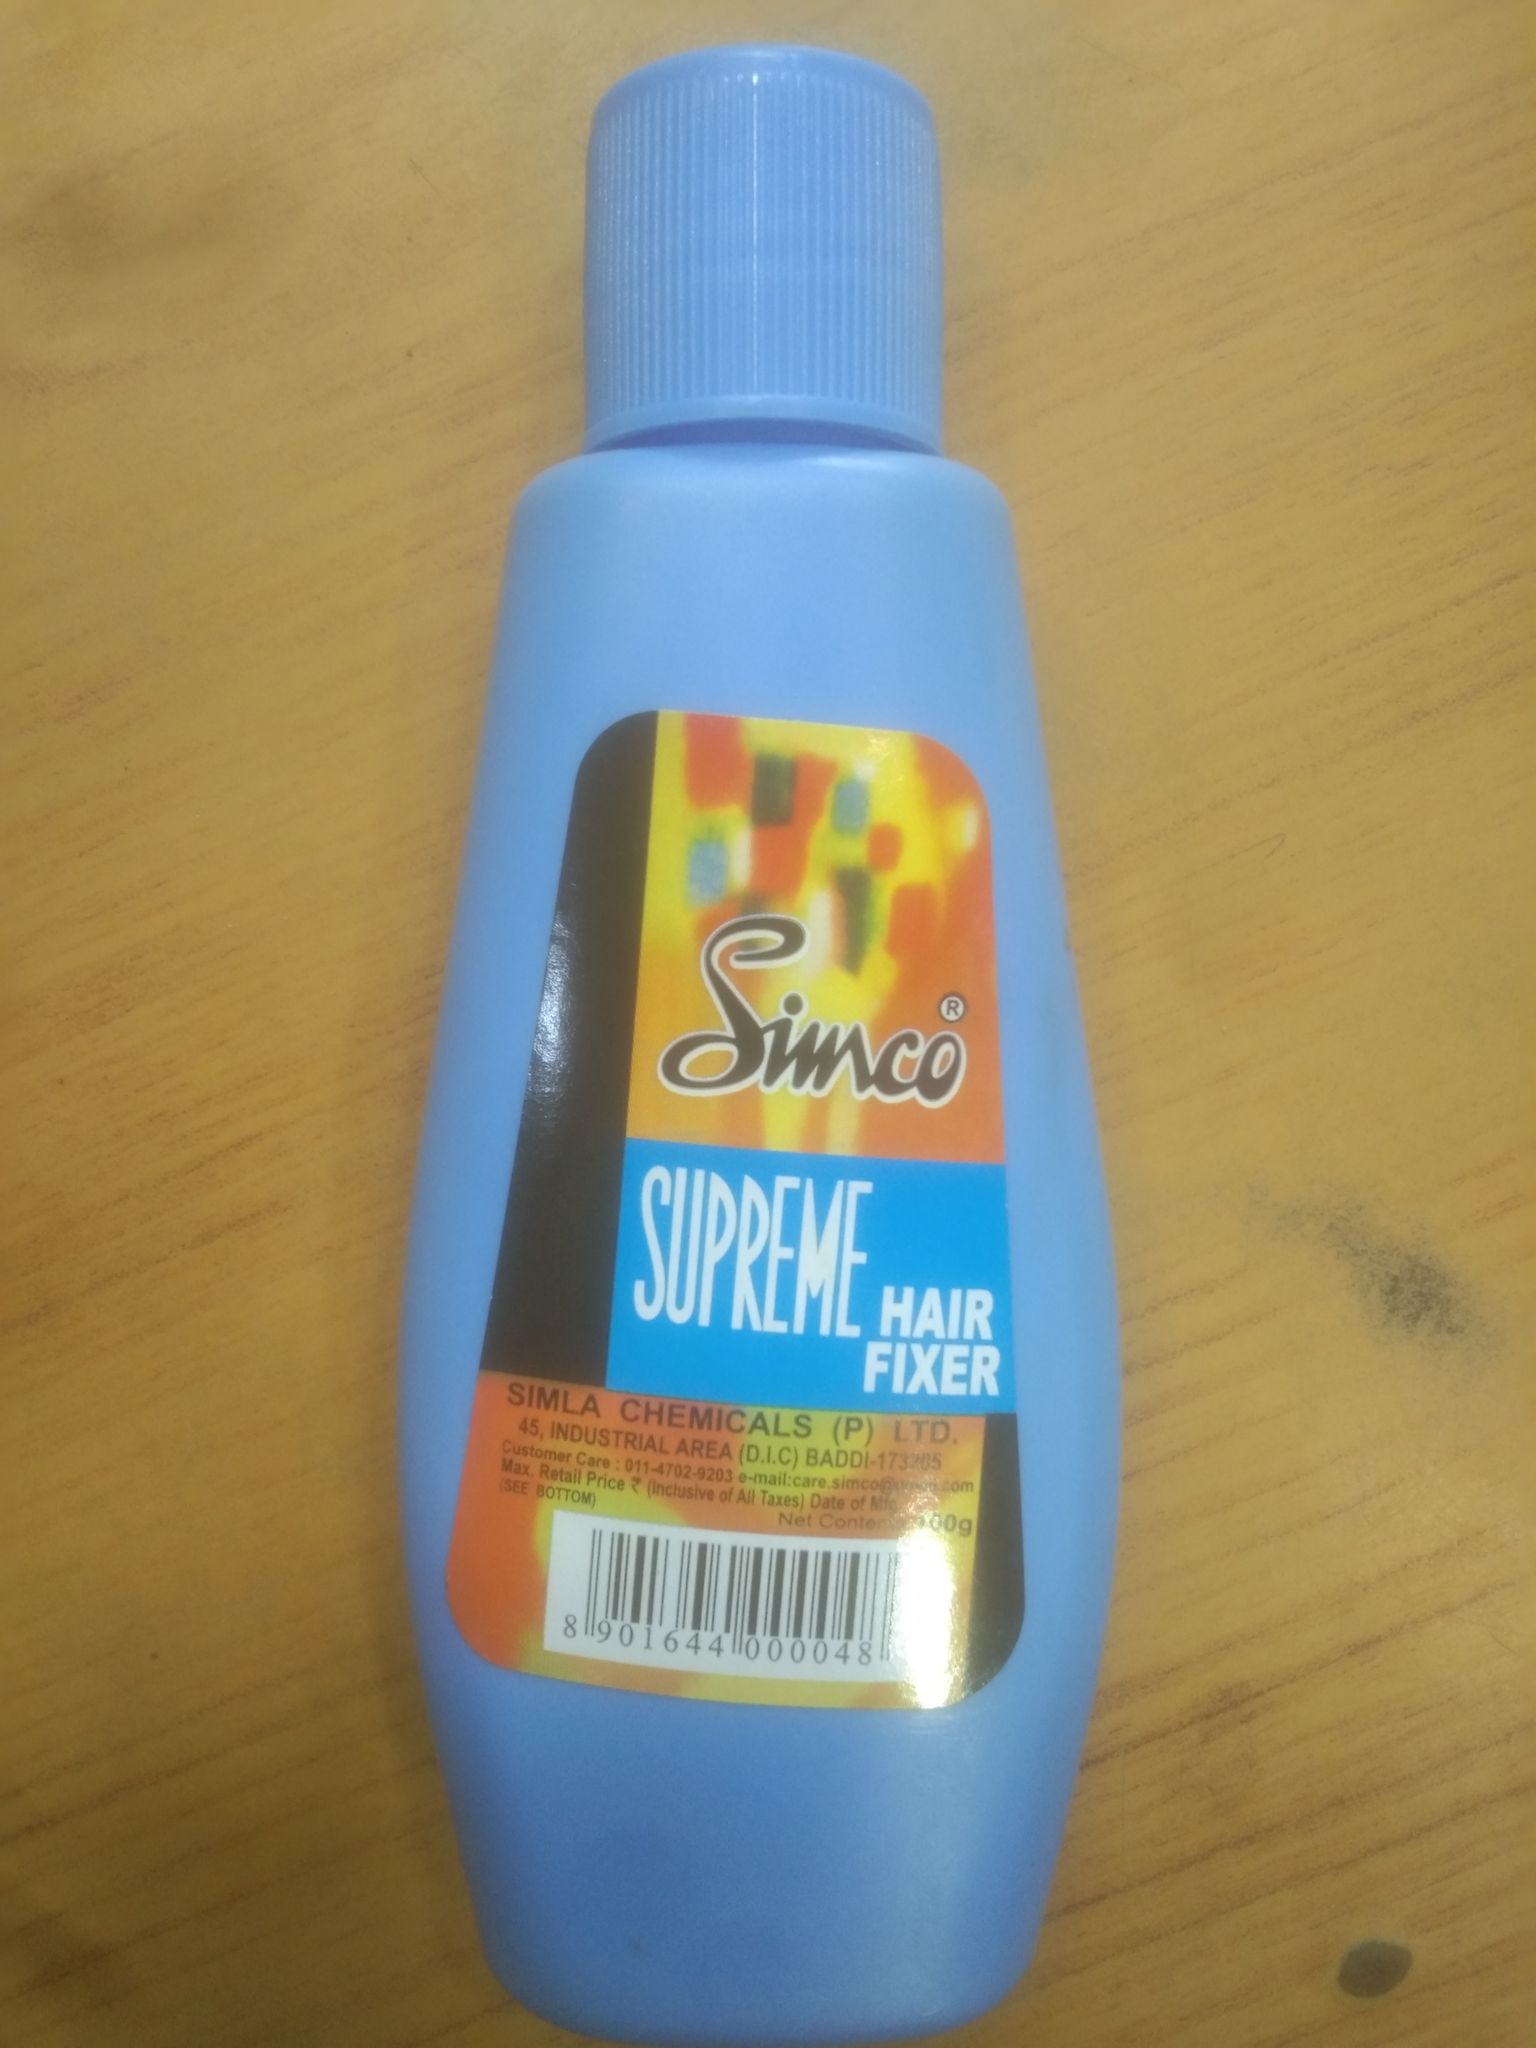 Simco ®
SUPREME HAIR
FIXER
SIMLA CHEMICALS (P) LTD.
45, INDUSTRIAL AREA (D.I.C) BADDI-173205
Customer Care : 011-4702-9203 e-mail:care.simco@
Max. Retail Price ₹ (Inclusive of All Taxes) Date of Mfg.
(SEE BOTTOM)
Net Content 100g
8 901644 000048